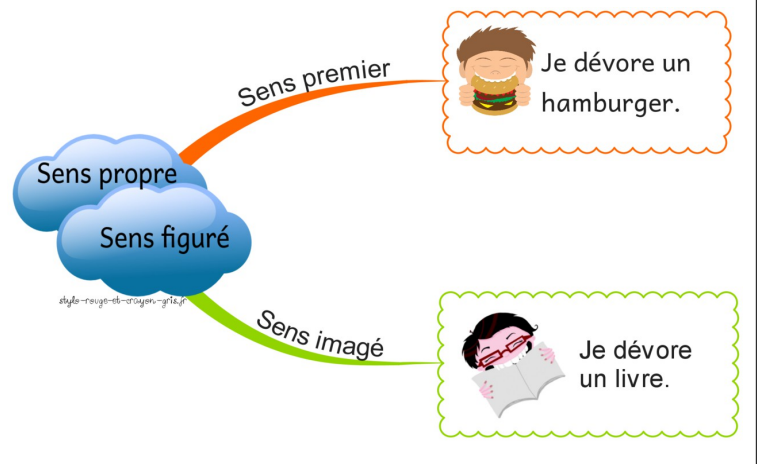 Sens premier
Je dévore un
hamburger.
Sens propre
Sens figuré
stylo-rouge-et-crayon-gris.fr
Sens imagé
Je dévore
un livre.